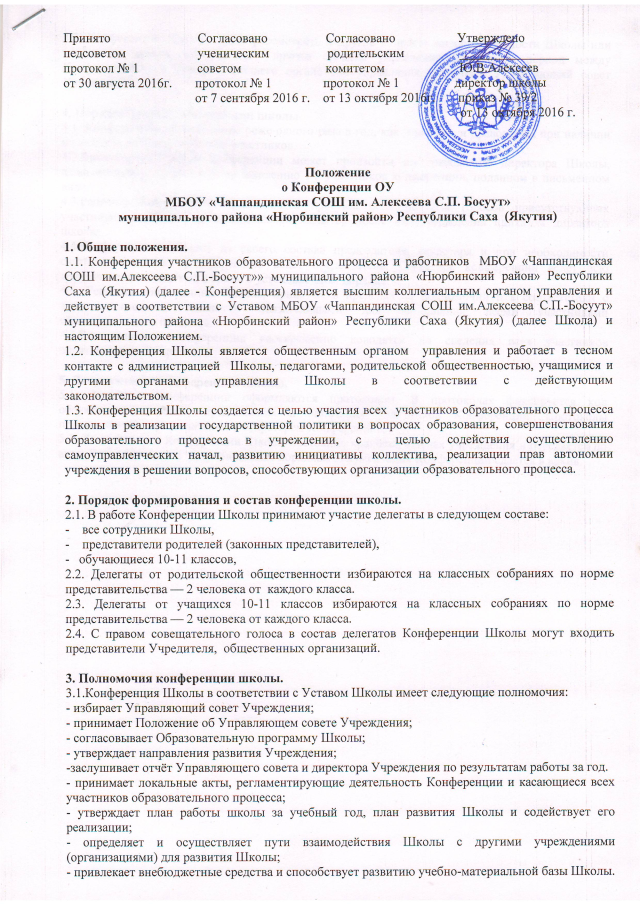 Принято Согласовано Согласовано Утверждено
педсоветом ученическим родительским
протокол № 1 советом комитетом Ю.В.Алексеев
от 30 августа 2016г. протокол № 1 протокол № 1 директор школы
от 7 сентября 2016 г. от 13 октября 2016 приказ № 39/2
от 13 октября 2016 г.
Положение
о Конференции ОУ
МБОУ «Чаппандинская СОШ им. Алексеева С.П. Босуут»
муниципального района «Нюрбинский район» Республики Саха (Якутия)
1. Общие положения.
1.1. Конференция участников образовательного процесса и работников МБОУ «Чаппандинская
СОШ им.Алексеева С.П.-Босуут»» муниципального района «Нюрбинский район» Республики
Саха (Якутия) (далее - Конференция) является высшим коллегиальным органом управления и
действует в соответствии с Уставом МБОУ «Чаппандинская СОШ им.Алексеева С.П.-Босуут»
муниципального района «Нюрбинский район» Республики Саха (Якутия) (далее Школа) и
настоящим Положением.
1.2. Конференция Школы является общественным органом управления и работает в тесном
контакте с администрацией Школы, педагогами, родительской общественностью, учащимися и
другими органами управления Школы в соответствии с действующим
законодательством.
1.3. Конференция Школы создается с целью участия всех участников образовательного процесса
Школы в реализации государственной политики в вопросах образования, совершенствования
образовательного процесса в учреждении, с целью содействия осуществлению
самоуправленческих начал, развитию инициативы коллектива, реализации прав автономии
учреждения в решении вопросов, способствующих организации образовательного процесса.
2. Порядок формирования и состав конференции школы.
2.1. В работе Конференции Школы принимают участие делегаты в следующем составе:
- все сотрудники Школы,
- представители родителей (законных представителей),
- обучающиеся 10-11 классов,
2.2. Делегаты от родительской общественности избираются на классных собраниях по норме
представительства — 2 человека от каждого класса.
2.3. Делегаты от учащихся 10-11 классов избираются на классных собраниях по норме
представительства — 2 человека от каждого класса.
2.4. С правом совещательного голоса в состав делегатов Конференции Школы могут входить
представители Учредителя, общественных организаций.
3. Полномочия конференции школы.
3.1.Конференция Школы в соответствии с Уставом Школы имеет следующие полномочия:
- избирает Управляющий совет Учреждения;
- принимает Положение об Управляющем совете Учреждения;
- согласовывает Образовательную программу Школы;
- утверждает направления развития Учреждения;
-заслушивает отчёт Управляющего совета и директора Учреждения по результатам работы за год.
- принимает локальные акты, регламентирующие деятельность Конференции и касающиеся всех
участников образовательного процесса;
- утверждает план работы школы за учебный год, план развития Школы и содействует его
реализации;
- определяет и осуществляет пути взаимодействия Школы с другими учреждениями
(организациями) для развития Школы;
- привлекает внебюджетные средства и способствует развитию учебно-материальной базы Школы.